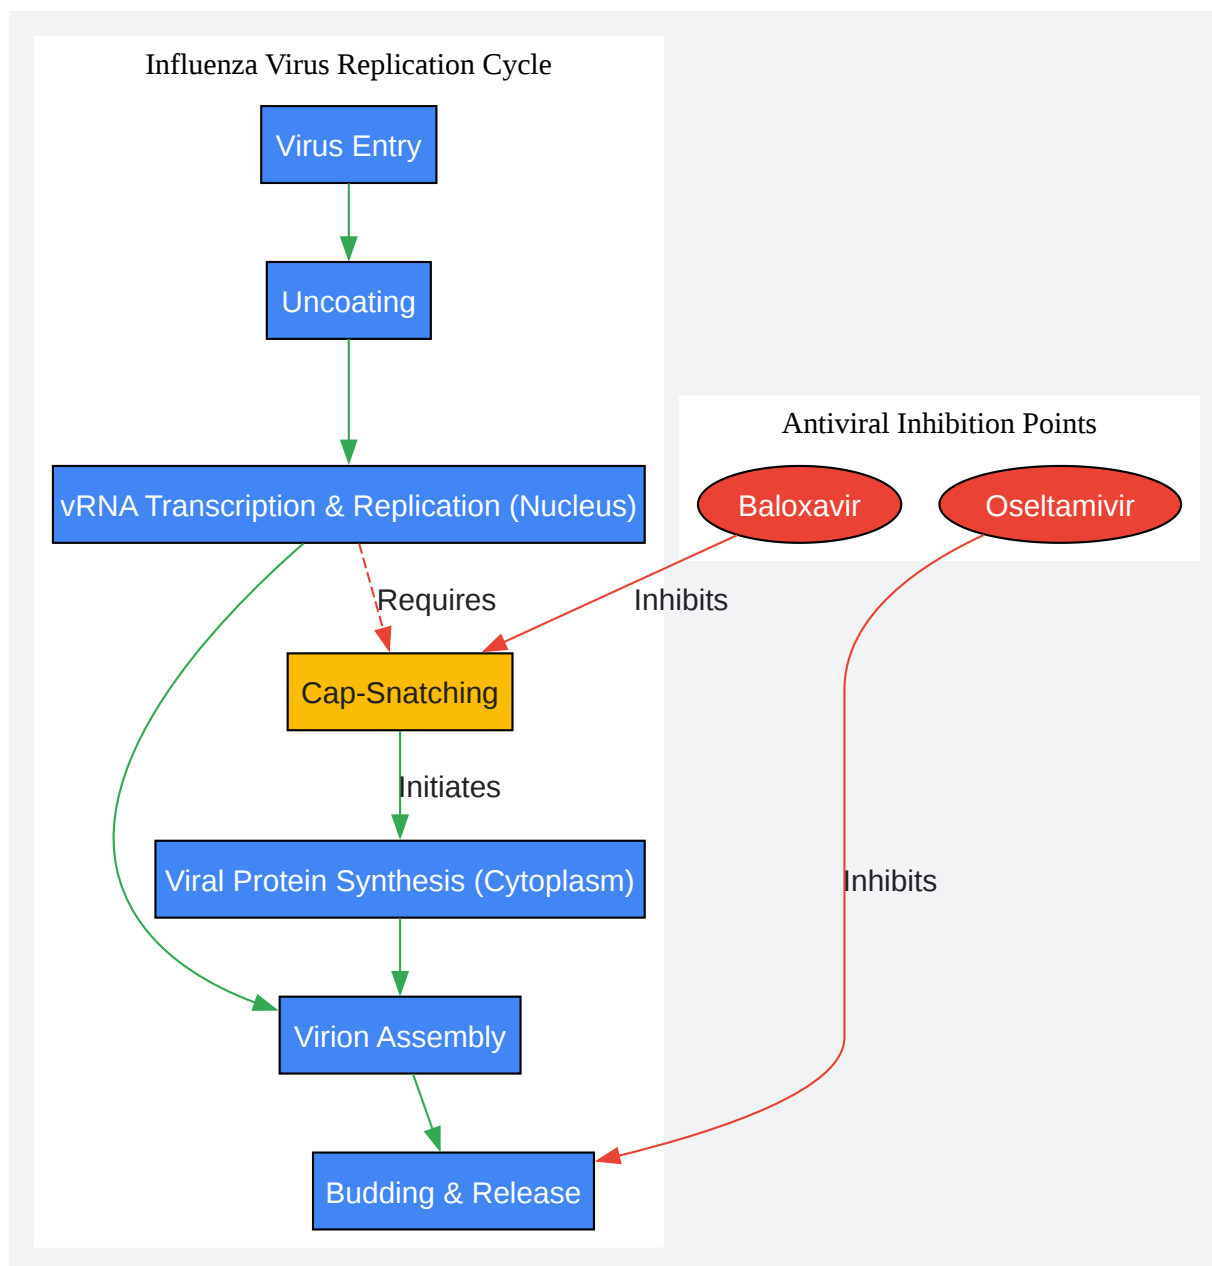 Influenza Virus Replication Cycle
Virus Entry
Uncoating
Antiviral Inhibition Points
vRNA Transcription & Replication (Nucleus)
Baloxavir
Oseltamivir
Requires
Inhibits
Cap-Snatching
Initiates
Viral Protein Synthesis (Cytoplasm)
Inhibits
Virion Assembly
Budding & Release